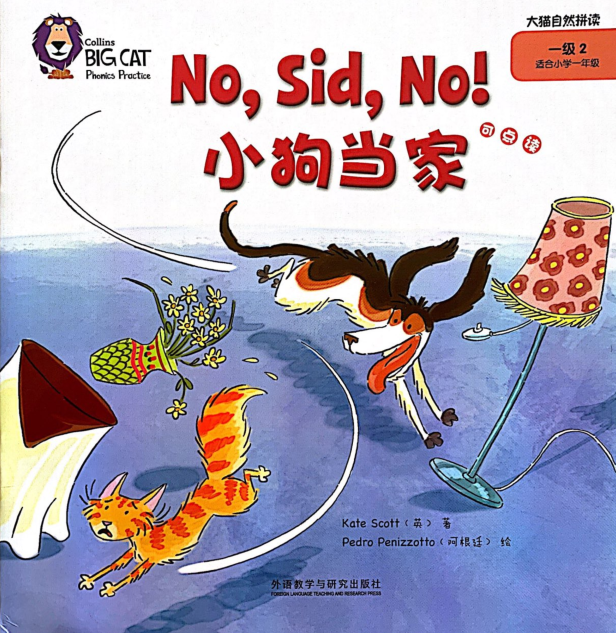 Collins
BIG CAT
Phonics Practice
大猫自然拼读
一级 2
适合小学一年级
No, Sid, No!
小狗当家
可点读
Kate Scott（英）著
Pedro Penizzotto（阿根廷）绘
外语教学与研究出版社
FOREIGN LANGUAGE TEACHING AND RESEARCH PRESS